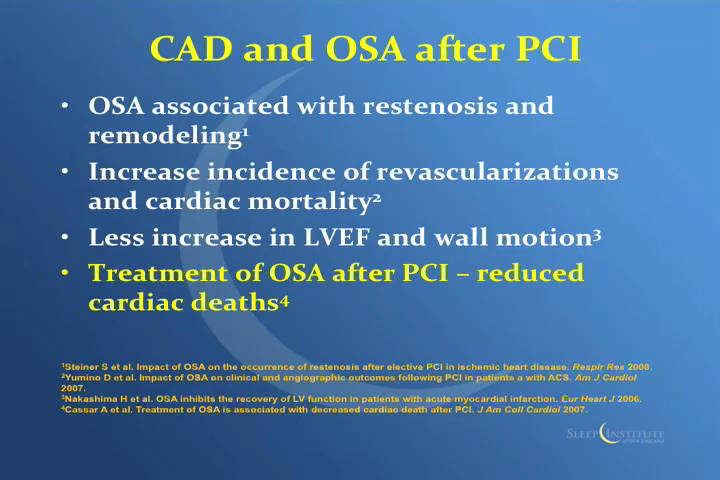 CAD and OSA after PCI
• OSA associated with restenosis and
remodeling¹
• Increase incidence of revascularizations
and cardiac mortality²
• Less increase in LVEF and wall motion³
• Treatment of OSA after PCI – reduced
cardiac deaths⁴
¹Steiner S et al. Impact of OSA on the occurrence of restenosis after elective PCI in ischemic heart disease. Respir Res 2008.
²Yumino D et al. Impact of OSA on clinical and angiographic outcomes following PCI in patients a with ACS. Am J Cardiol
2007.
³Nakashima H et al. OSA inhibits the recovery of LV function in patients with acute myocardial infarction. Eur Heart J 2006.
⁴Cassar A et al. Treatment of OSA is associated with decreased cardiac death after PCI. J Am Coll Cardiol 2007.
SLEEP INSTITUTE